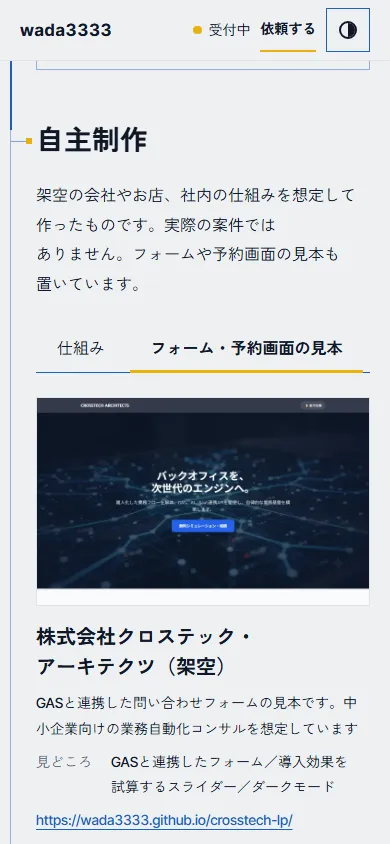 wada3333
受付中
依頼する
自主制作
架空の会社やお店、社内の仕組みを想定して
作ったものです。実際の案件では
ありません。フォームや予約画面の見本も
置いています。
仕組み
フォーム・予約画面の見本
CROSSTECH ARCHITECTS
バックオフィスを、
次世代のエンジンへ。
株式会社クロステック・
アーキテクツ（架空）
GASと連携した問い合わせフォームの見本です。中
小企業向けの業務自動化コンサルを想定しています
見どころ
GASと連携したフォーム／導入効果を
試算するスライダー／ダークモード
https://wada3333.github.io/crosstech-lp/